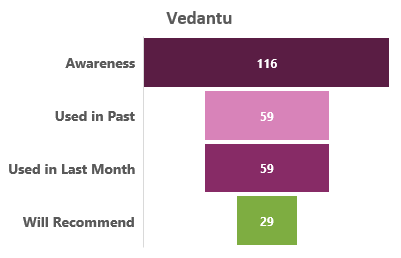 Vedantu
Awareness
116
Used in Past
59
Used in Last Month
59
Will Recommend
29